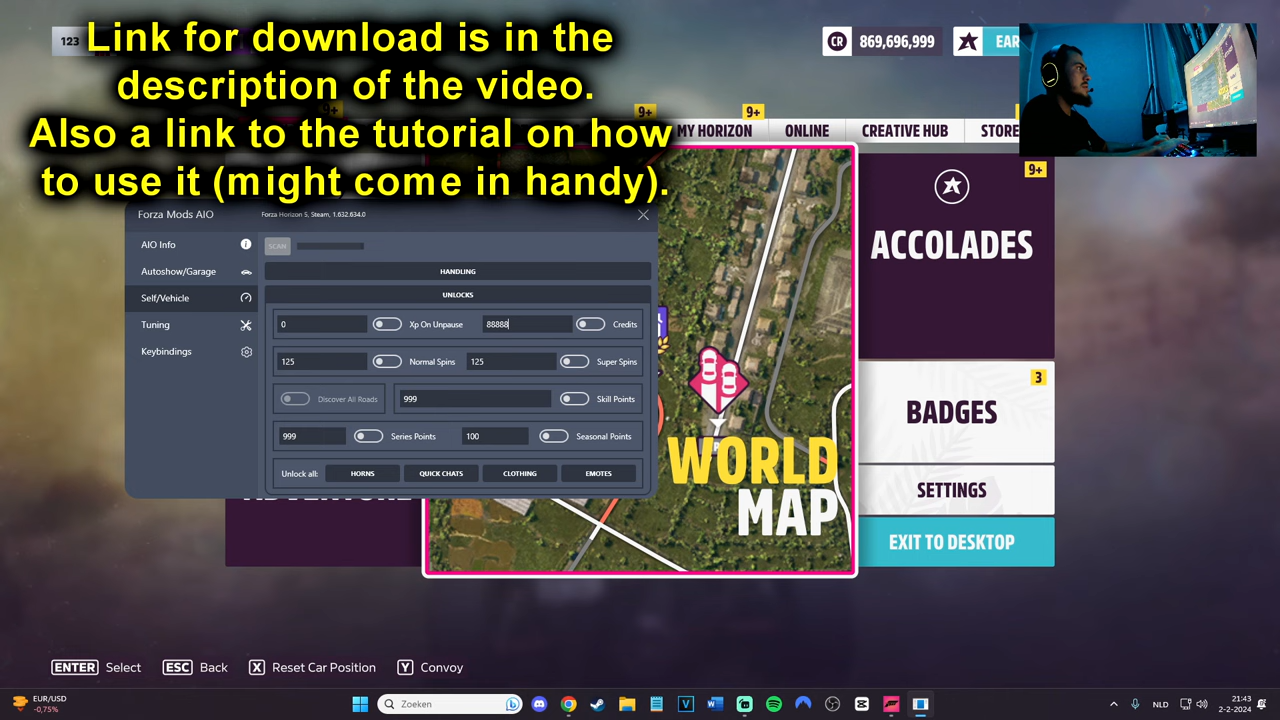 Link for download is in the
description of the video.
Also a link to the tutorial on how
to use it (might come in handy).
123
CR 869,696,999
EAR
9+
9+
MY HORIZON
ONLINE
CREATIVE HUB
STORE
Forza Mods AIO
Forza Horizon 5, Steam, 1.632.634.0
AIO Info
Autoshow/Garage
Self/Vehicle
Tuning
Keybindings
SCAN
HANDLING
UNLOCKS
0 Xp On Unpause 88888 Credits
125 Normal Spins 125 Super Spins
Discover All Roads 999 Skill Points
999 Series Points 100 Seasonal Points
Unlock all: HORNS QUICK CHATS CLOTHING EMOTES
WORLD
MAP
9+
ACCOLADES
3
BADGES
SETTINGS
EXIT TO DESKTOP
ENTER Select ESC Back X Reset Car Position Y Convoy
EUR/USD
-0,75%
Zoeken
NLD
21:43
2-2-2024